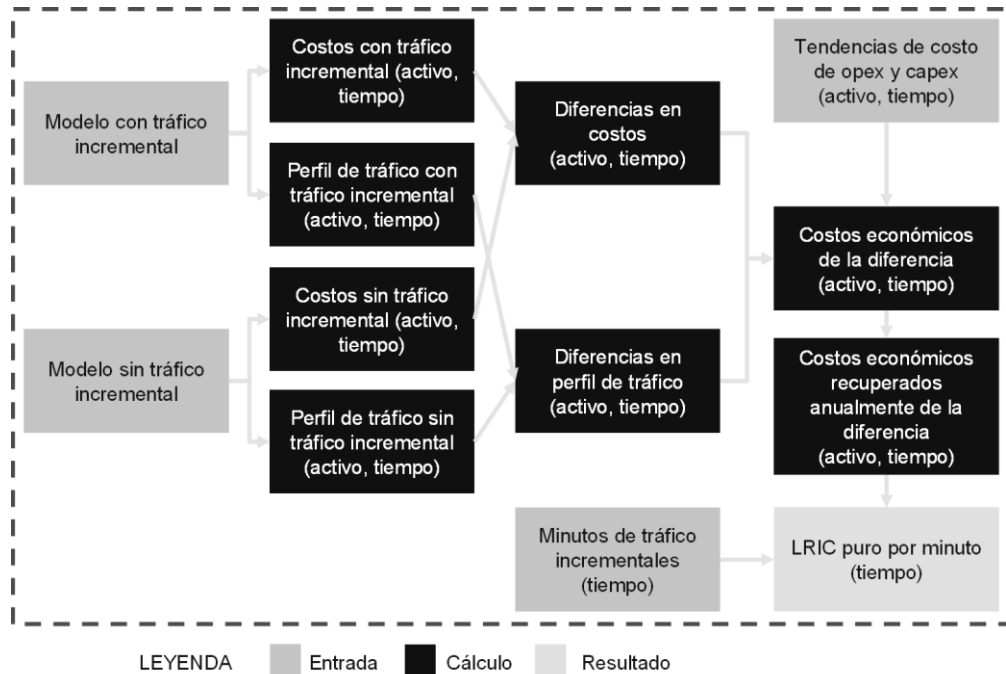 Modelo con tráfico
incremental
Costos con tráfico
incremental (activo,
tiempo)
Perfil de tráfico con
tráfico incremental
(activo, tiempo)
Modelo sin tráfico
incremental
Costos sin tráfico
incremental (activo,
tiempo)
Perfil de tráfico sin
tráfico incremental
(activo, tiempo)
Diferencias en
costos
(activo, tiempo)
Diferencias en
perfil de tráfico
(activo, tiempo)
Tendencias de costo
de opex y capex
(activo, tiempo)
Costos económicos
de la diferencia
(activo, tiempo)
Costos económicos
recuperados
anualmente de la
diferencia
(activo, tiempo)
Minutos de tráfico
incrementales
(tiempo)
LRIC puro por minuto
(tiempo)
LEYENDA Entrada Cálculo Resultado